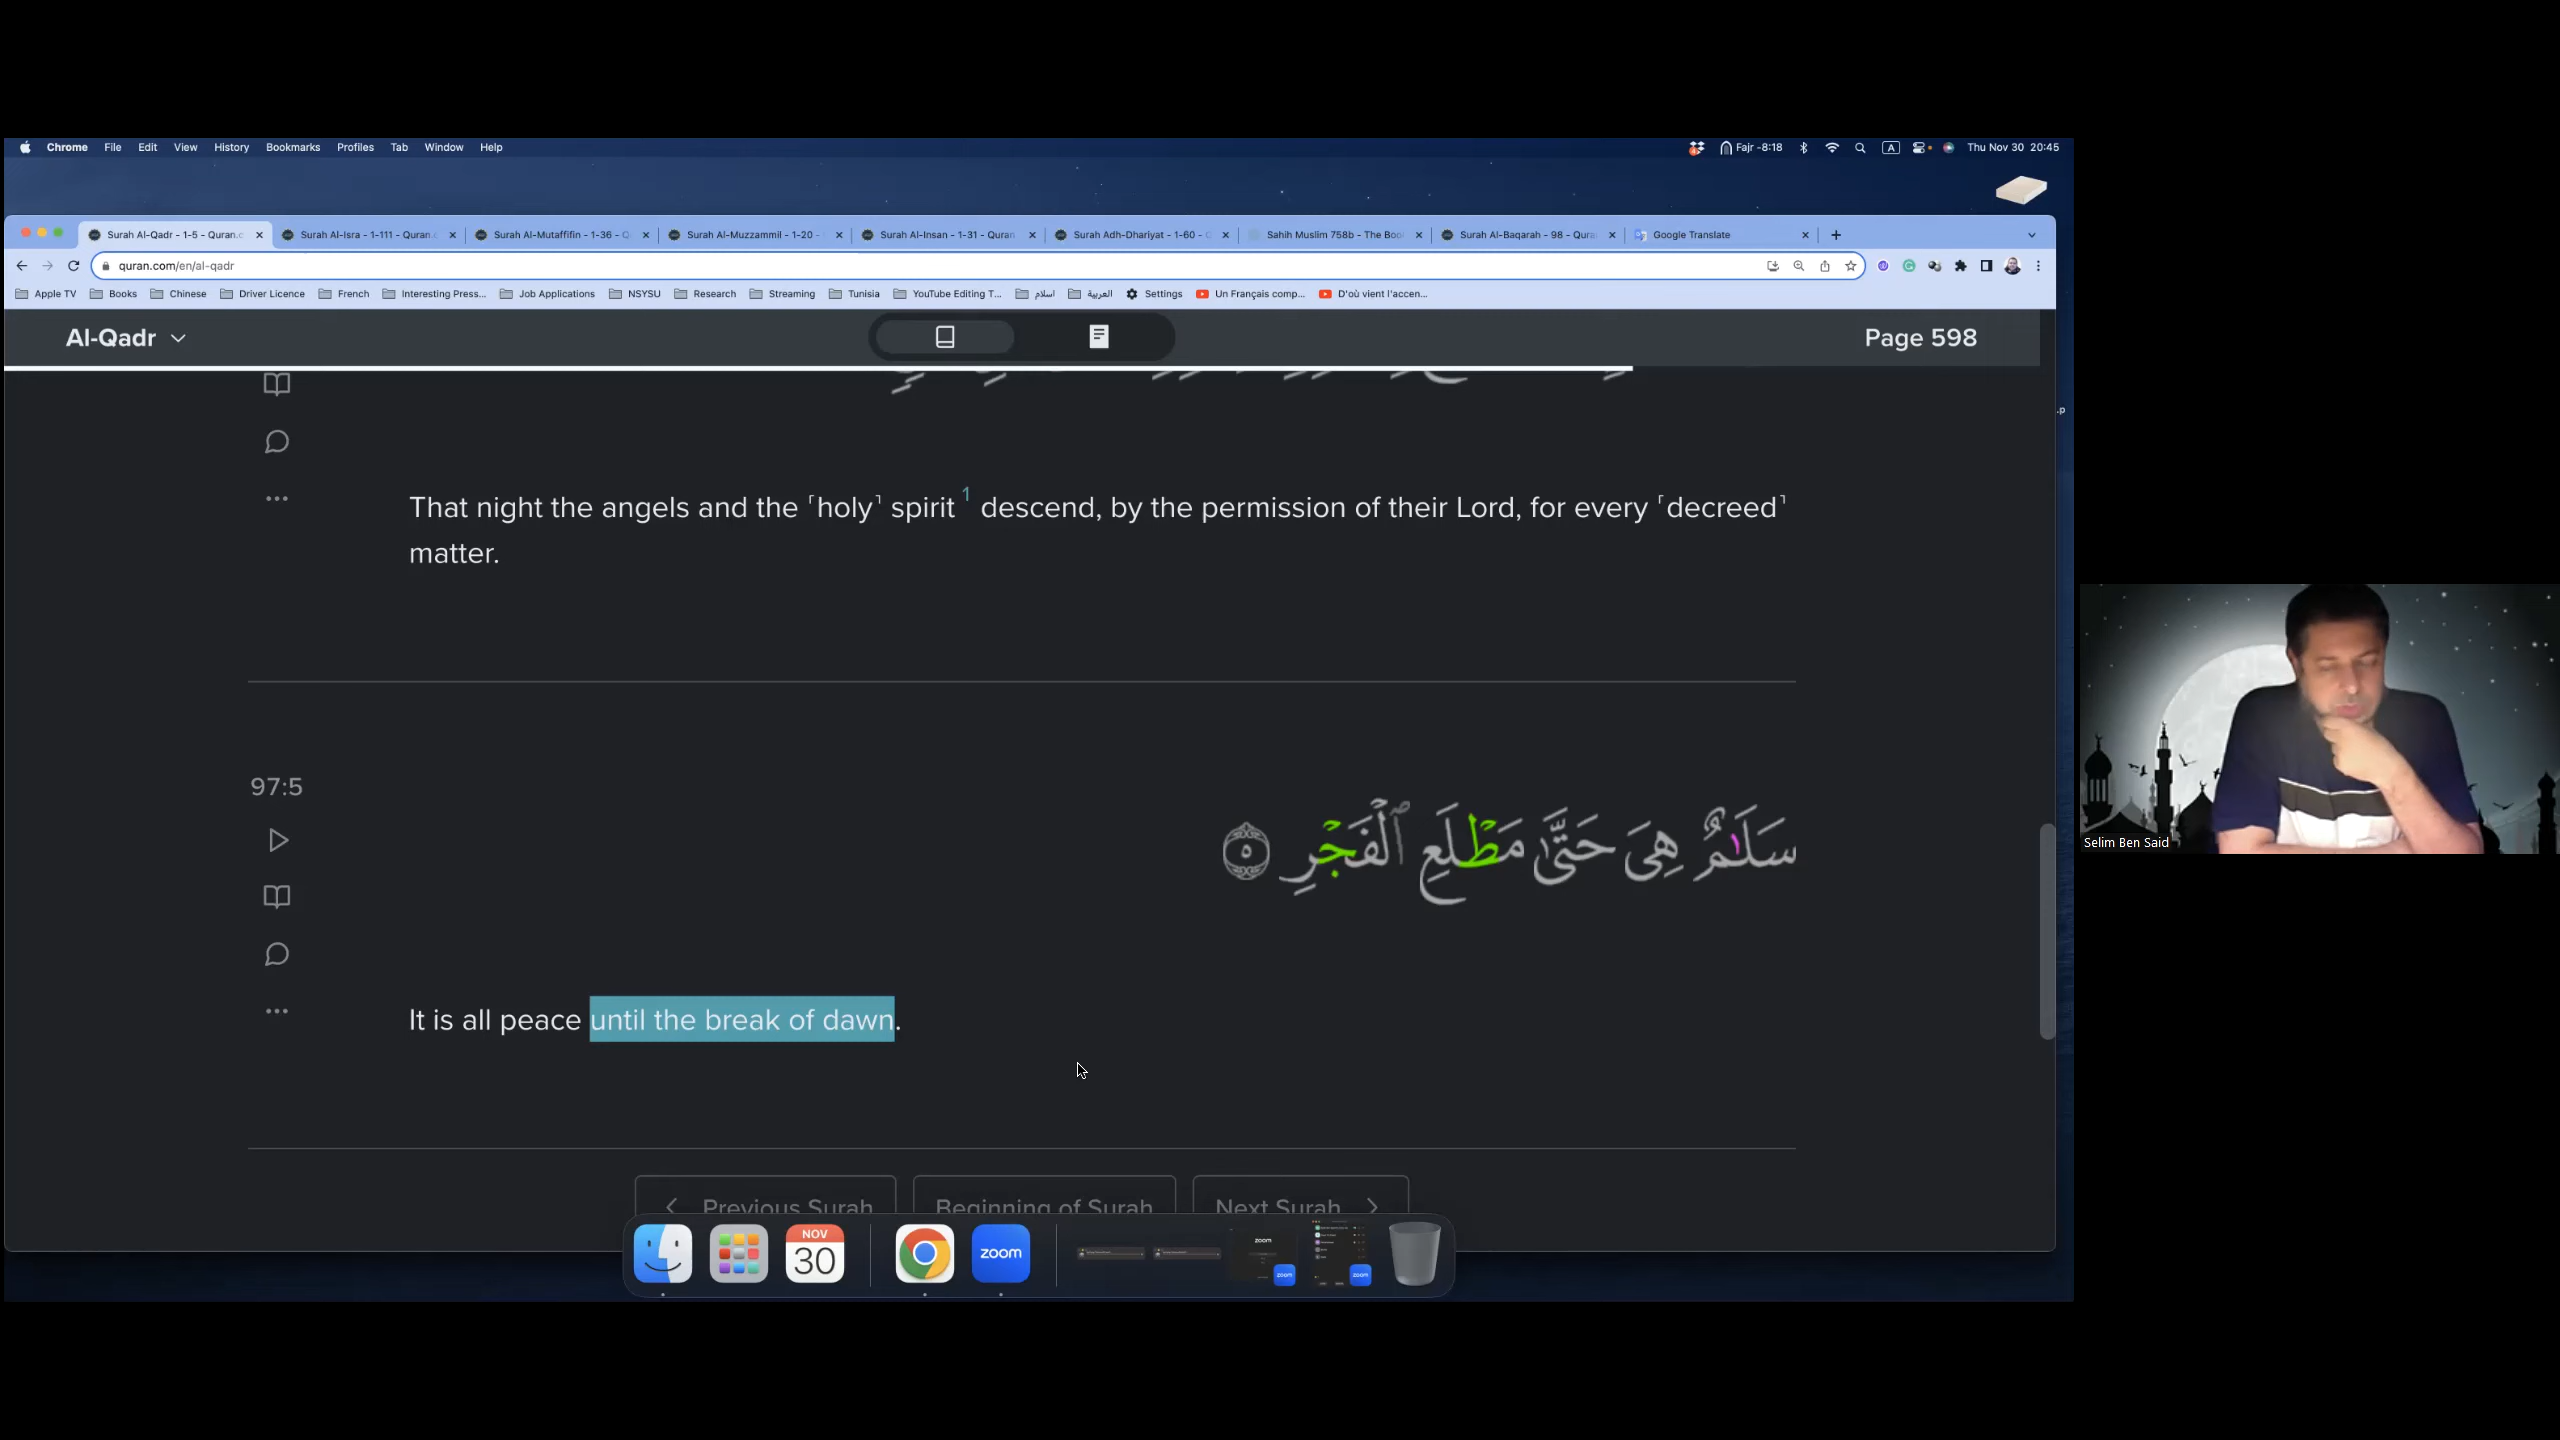 Chrome File Edit View History Bookmarks Profiles Tab Window Help
Fajr -8:18 A Thu Nov 30 20:45
Surah Al-Qadr - 1-5 - Quran.c
Surah Al-Isra - 1-111 - Quran.c
Surah Al-Mutaffifin - 1-36 - Q
Surah Al-Muzzammil - 1-20 -
Surah Al-Insan - 1-31 - Quran
Surah Adh-Dhariyat - 1-60 - Q
Sahih Muslim 758b - The Boo
Surah Al-Baqarah - 98 - Qura
Google Translate
quran.com/en/al-qadr
Apple TV Books Chinese Driver Licence French Interesting Press... Job Applications NSYSU Research Streaming Tunisia YouTube Editing T... اسلام العربية Settings Un Français comp... D'où vient l'accen...
Al-Qadr
Page 598
.p
That night the angels and the ⸢holy⸣ spirit 1 descend, by the permission of their Lord, for every ⸢decreed⸣
matter.
97:5
سَلَـٰمٌ هِىَ حَتَّىٰ مَطْلَعِ ٱلْفَجْرِ ٥
It is all peace until the break of dawn.
Previous Surah
Beginning of Surah
Next Surah
NOV
30
zoom
zoom
zoom
zoom
Selim Ben Said